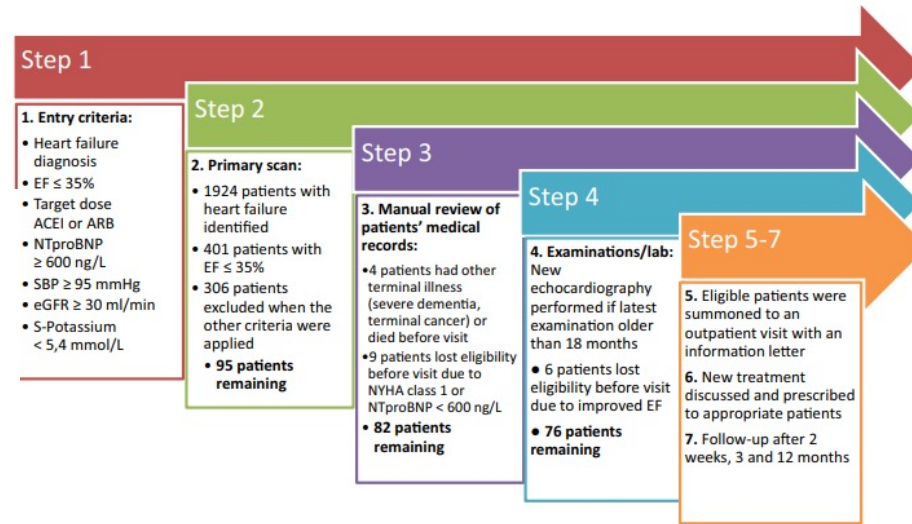 Step 1
1. Entry criteria:
• Heart failure
diagnosis
• EF ≤ 35%
• Target dose
ACEI or ARB
• NTproBNP
≥ 600 ng/L
• SBP ≥ 95 mmHg
• eGFR ≥ 30 ml/min
• S-Potassium
< 5,4 mmol/L
Step 2
2. Primary scan:
• 1924 patients with
heart failure
identified
• 401 patients with
EF ≤ 35%
• 306 patients
excluded when the
other criteria were
applied
• 95 patients
remaining
Step 3
3. Manual review of
patients’ medical
records:
•4 patients had other
terminal illness
(severe dementia,
terminal cancer) or
died before visit
•9 patients lost eligibility
before visit due to
NYHA class 1 or
NTproBNP < 600 ng/L
• 82 patients
remaining
Step 4
4. Examinations/lab:
New
echocardiography
performed if latest
examination older
than 18 months
● 6 patients lost
eligibility before visit
due to improved EF
● 76 patients
remaining
Step 5-7
5. Eligible patients were
summoned to an
outpatient visit with an
information letter
6. New treatment
discussed and prescribed
to appropriate patients
7. Follow-up after 2
weeks, 3 and 12 months